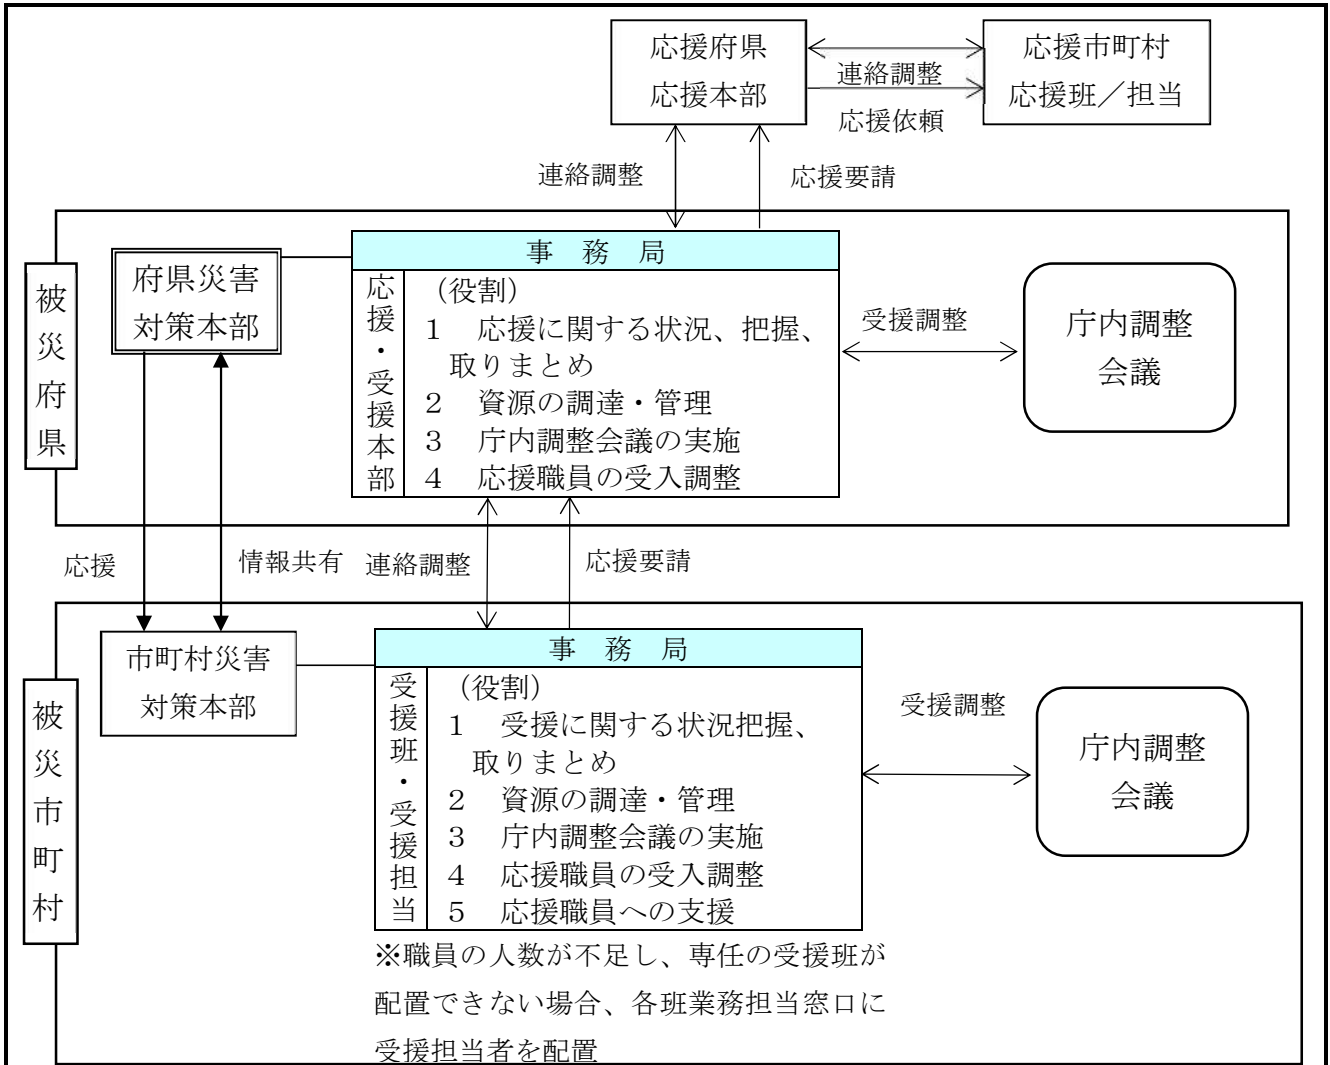 応援府県
応援本部
連絡調整
応援依頼
応援市町村
応援班／担当
連絡調整
応援要請
被災府県
府県災害
対策本部
事　務　局
応援・受援本部
（役割）
１　応援に関する状況、把握、
取りまとめ
２　資源の調達・管理
３　庁内調整会議の実施
４　応援職員の受入調整
受援調整
庁内調整
会議
応援
情報共有
連絡調整
応援要請
被災市町村
市町村災害
対策本部
事　務　局
受援班・受援担当
（役割）
１　受援に関する状況把握、
取りまとめ
２　資源の調達・管理
３　庁内調整会議の実施
４　応援職員の受入調整
５　応援職員への支援
受援調整
庁内調整
会議
※職員の人数が不足し、専任の受援班が
配置できない場合、各班業務担当窓口に
受援担当者を配置